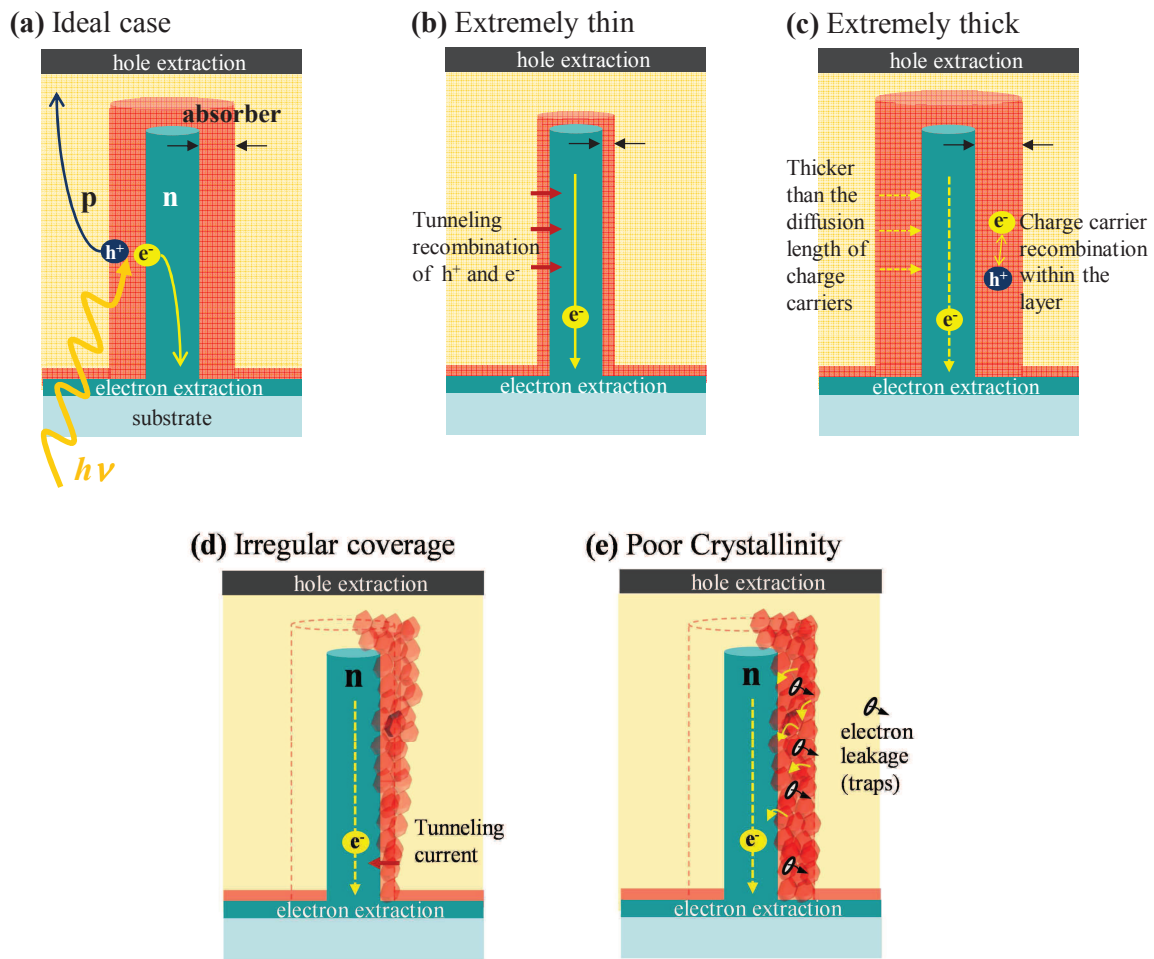 (a) Ideal case
hole extraction
absorber
p
n
h⁺
e⁻
electron extraction
substrate
hν
(b) Extremely thin
hole extraction
Tunneling
recombination
of h⁺ and e⁻
e⁻
electron extraction
(c) Extremely thick
hole extraction
Thicker
than the
diffusion
length of
charge
carriers
e⁻
Charge carrier
recombination
within the
layer
h⁺
e⁻
electron extraction
(d) Irregular coverage
hole extraction
n
e⁻
Tunneling
current
electron extraction
(e) Poor Crystallinity
hole extraction
n
electron
leakage
(traps)
e⁻
electron extraction